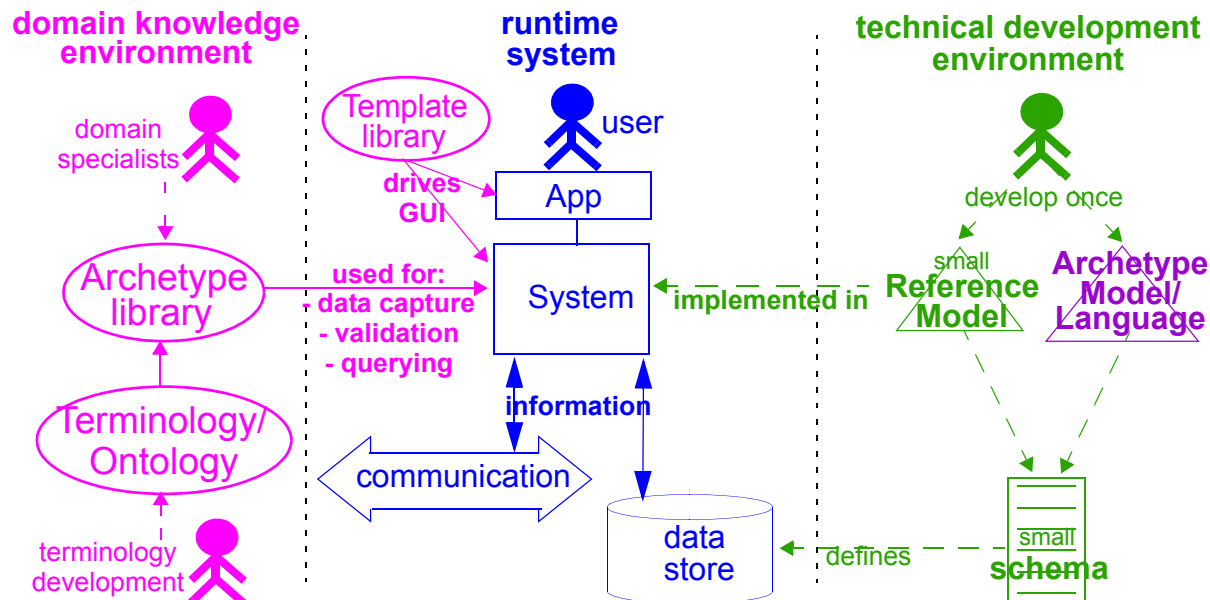 domain knowledge
environment
domain
specialists
Archetype
library
Terminology/
Ontology
terminology
development
runtime
system
Template
library
user
drives
GUI
App
used for:
- data capture
- validation
- querying
System
information
communication
data
store
technical development
environment
develop once
small
Reference
Model
Archetype
Model/
Language
implemented in
small
schema
defines